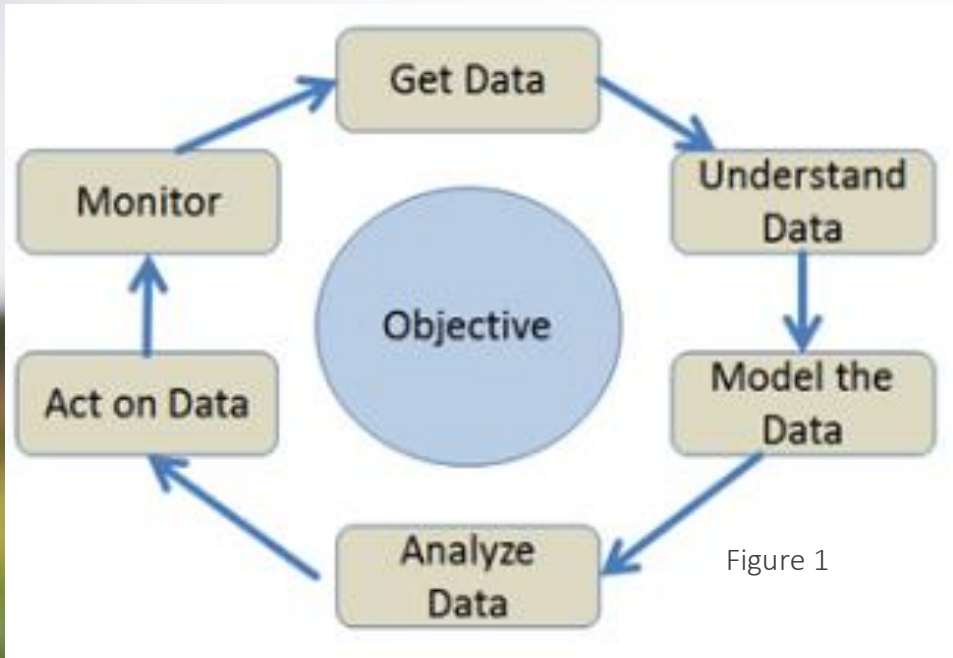 Get Data
Understand
Data
Monitor
Objective
Model the
Data
Act on Data
Analyze
Data
Figure 1